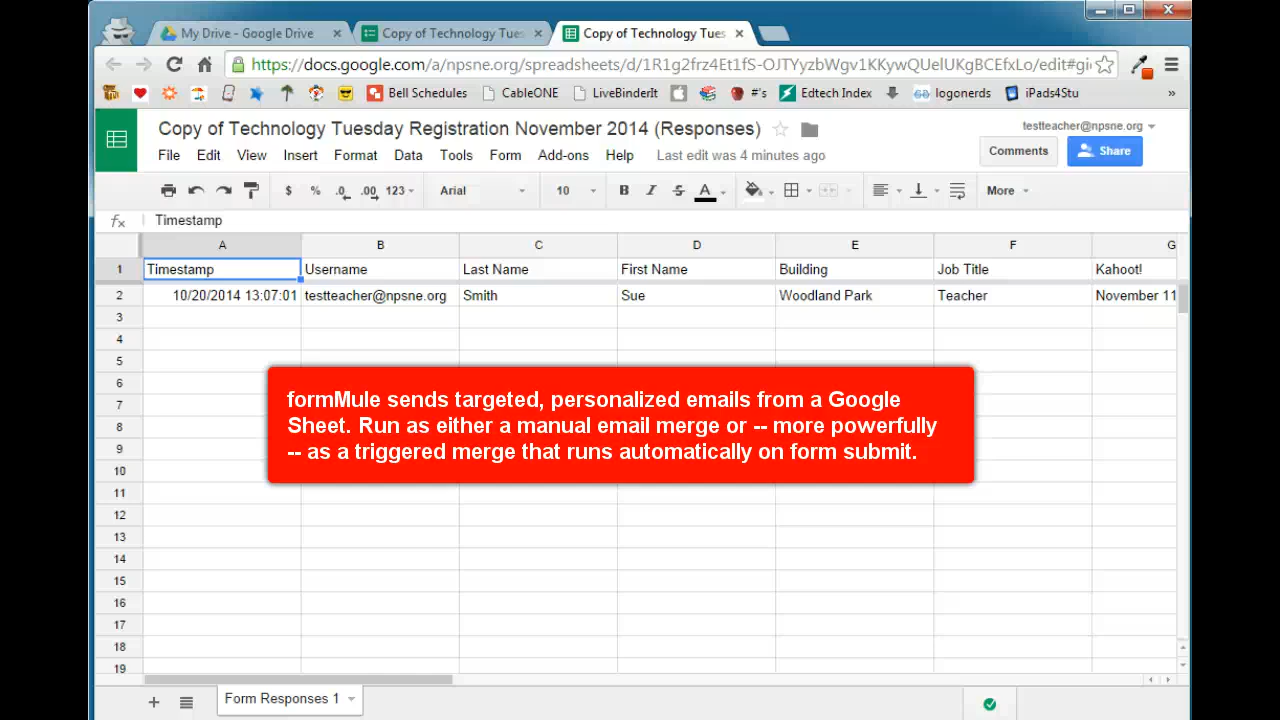 My Drive - Google Drive
Copy of Technology Tues
Copy of Technology Tues
https://docs.google.com/a/npsne.org/spreadsheets/d/1R1g2frz4Et1fS-OJTYyzbWgv1KKywQUelUKgBCEfxLo/edit#gi
Bell Schedules CableONE LiveBinderIt #'s Edtech Index logonerds iPads4Stu »
Copy of Technology Tuesday Registration November 2014 (Responses)
testteacher@npsne.org
File Edit View Insert Format Data Tools Form Add-ons Help Last edit was 4 minutes ago
Comments Share
$ % .0 .00 123 Arial 10 B I S A More
fx Timestamp
A B C D E F G
1 Timestamp Username Last Name First Name Building Job Title Kahoot!
2 10/20/2014 13:07:01 testteacher@npsne.org Smith Sue Woodland Park Teacher November 11
3
4
5
6
7
8
9
10
11
12
13
14
15
16
17
18
19
formMule sends targeted, personalized emails from a Google
Sheet. Run as either a manual email merge or -- more powerfully
-- as a triggered merge that runs automatically on form submit.
+ Form Responses 1